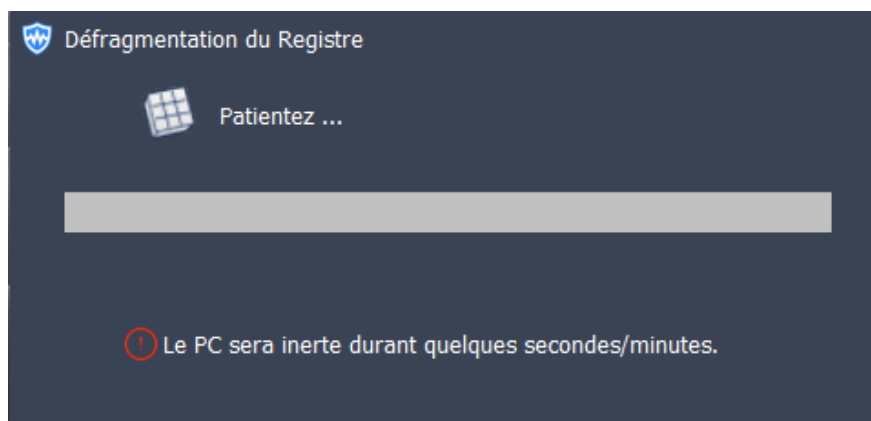 Défragmentation du Registre
Patientez ...
Le PC sera inerte durant quelques secondes/minutes.